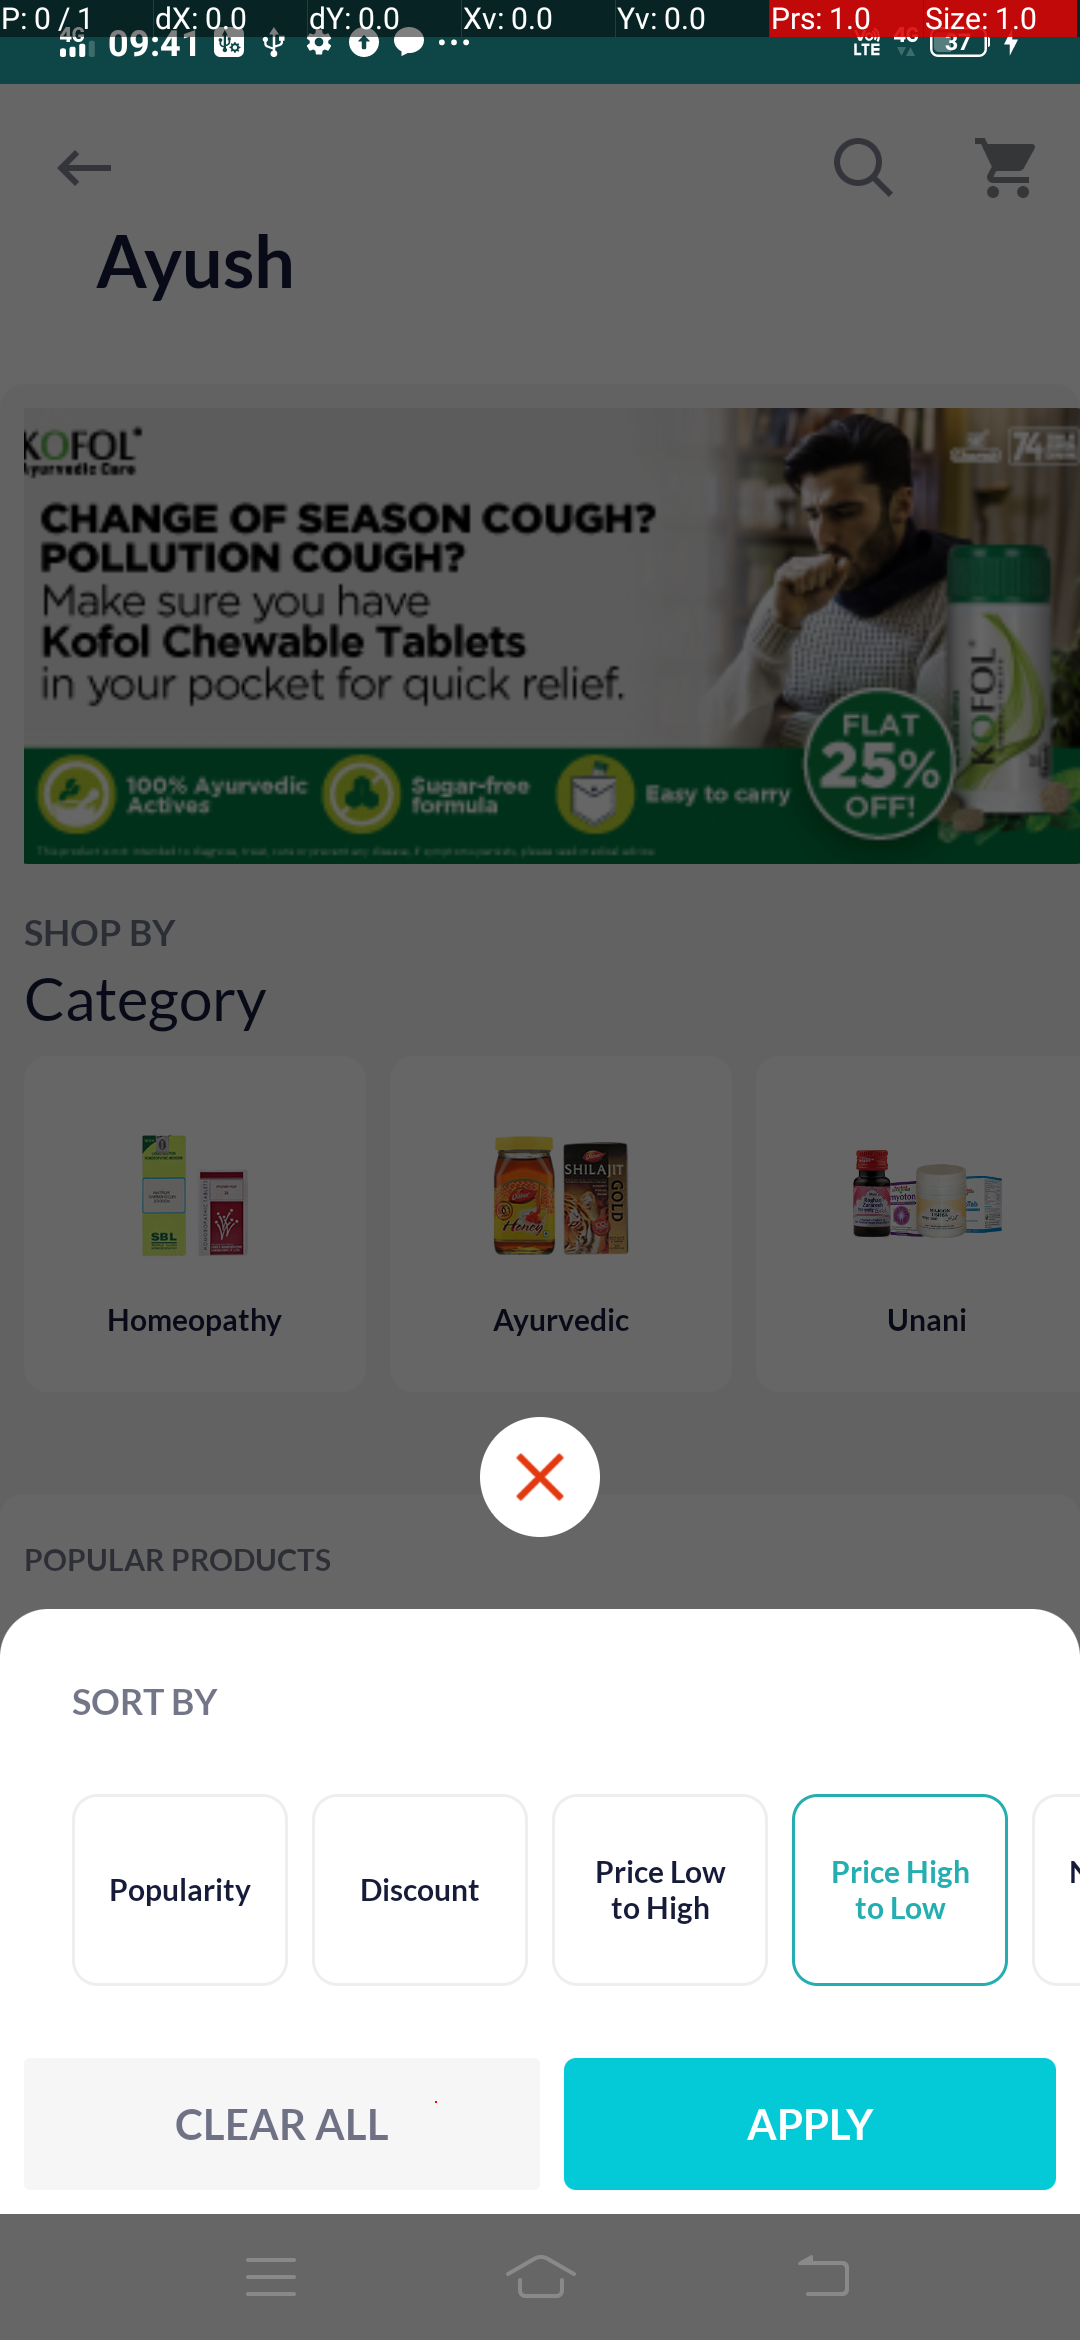 P: 0 / 1 dX: 0.0 dY: 0.0 Xv: 0.0 Yv: 0.0 Prs: 1.0 Size: 1.0
4G 09:41 LTE 4G 37
Ayush
KOFOL
Ayurvedic Care
74
CHANGE OF SEASON COUGH?
POLLUTION COUGH?
Make sure you have
Kofol Chewable Tablets
in your pocket for quick relief.
KOFOL
FLAT
25%
OFF!
100% Ayurvedic
Actives
Sugar-free
formula
Easy to carry
SHOP BY
Category
SBL
Dabur
Honey
SHILAJIT
GOLD
Homeopathy
Ayurvedic
Unani
POPULAR PRODUCTS
SORT BY
Popularity
Discount
Price Low
to High
Price High
to Low
CLEAR ALL
APPLY